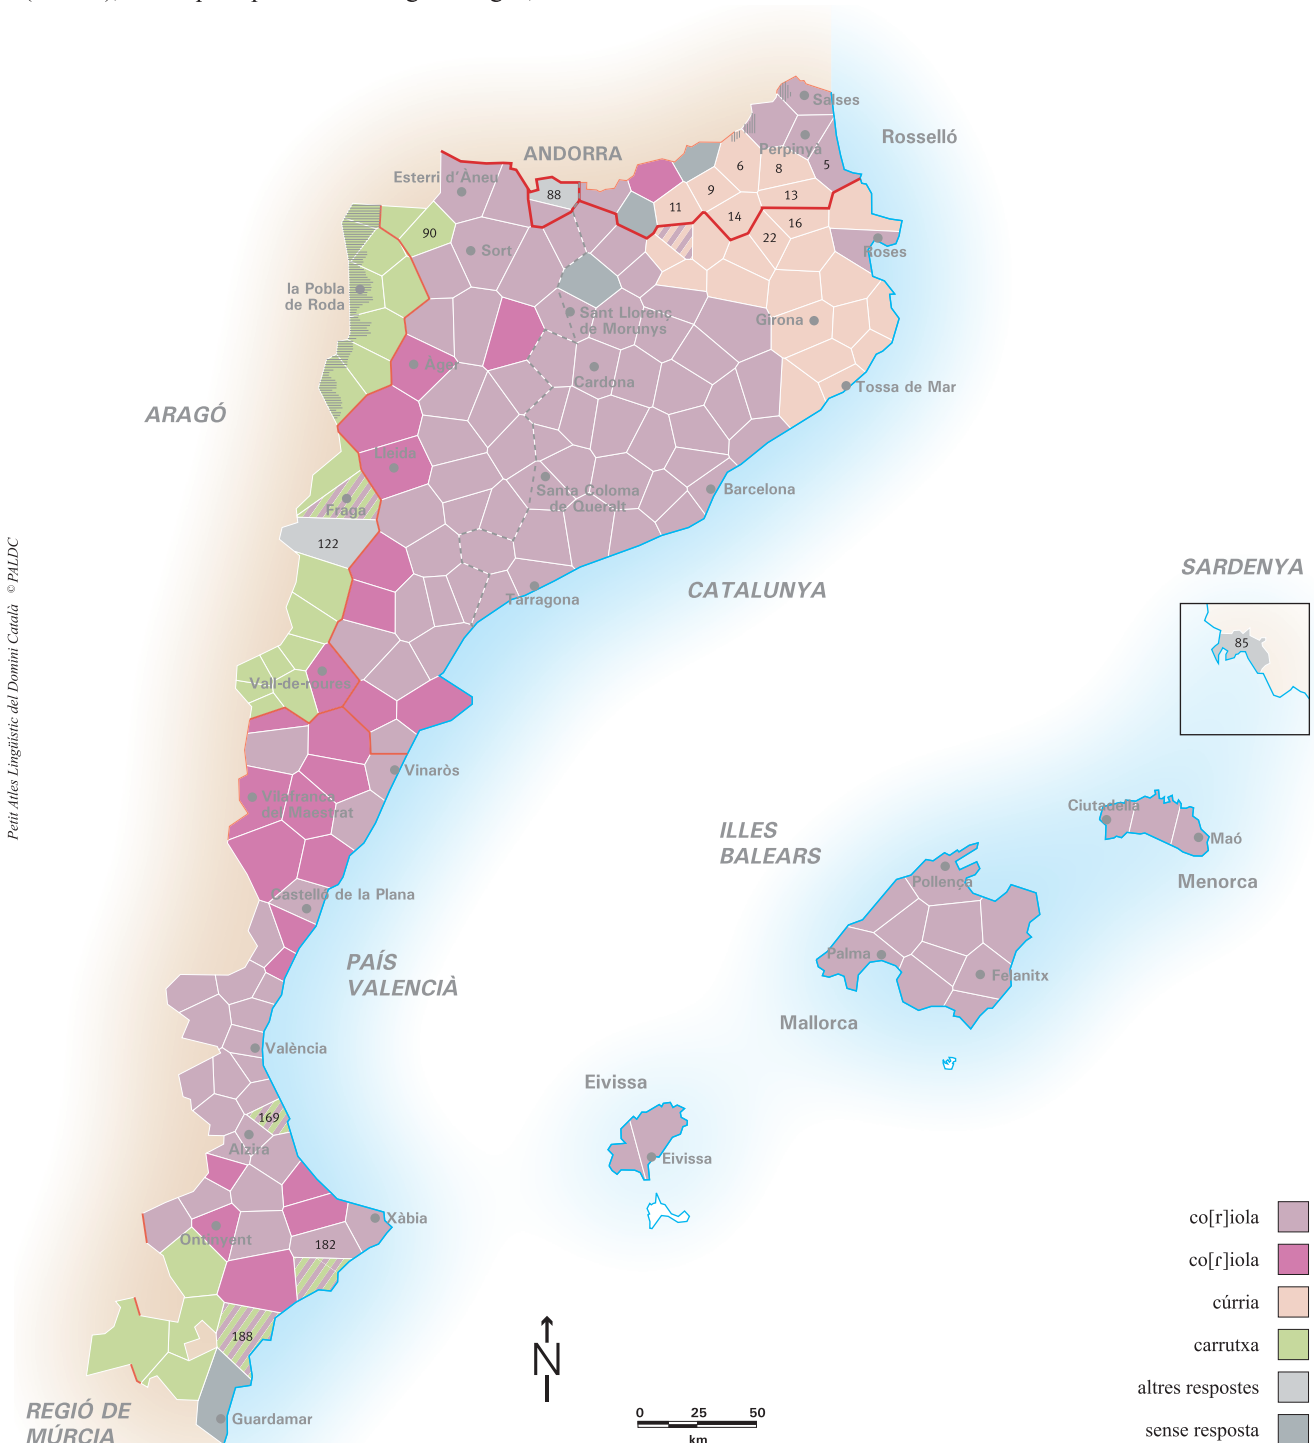 ANDORRA
Salses
Rosselló
Perpinyà
Esterri d'Àneu
88
6
8
5
9
13
11
14
16
22
90
Sort
Roses
la Pobla
de Roda
Sant Llorenç
de Morunys
Girona
Àger
Cardona
Tossa de Mar
ARAGÓ
Lleida
Santa Coloma
de Queralt
Barcelona
Fraga
122
CATALUNYA
Tarragona
SARDENYA
85
Petit Atles Lingüístic del Domini Català © PALDC
Vall-de-roures
Vinaròs
Vilafranca
del Maestrat
ILLES
BALEARS
Ciutadella
Maó
Menorca
Pollença
Castelló de la Plana
PAÍS
VALENCIÀ
Palma
Felanitx
Mallorca
València
Eivissa
169
Alzira
Eivissa
Xàbia
Ontinyent
182
188
N
0 25 50
km
REGIÓ DE
MÚRCIA
Guardamar
co[r]iola
co[ɾ]iola
cúrria
carrutxa
altres respostes
sense resposta